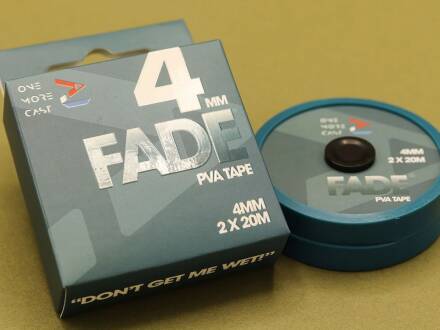 ONE
MORE
CAST
4
MM
FADE
PVA TAPE
4MM
2 X 20M
"DON'T GET ME WET!"
ONE
MORE
CAST
4MM
2 X 20M
FADE
PVA TAPE